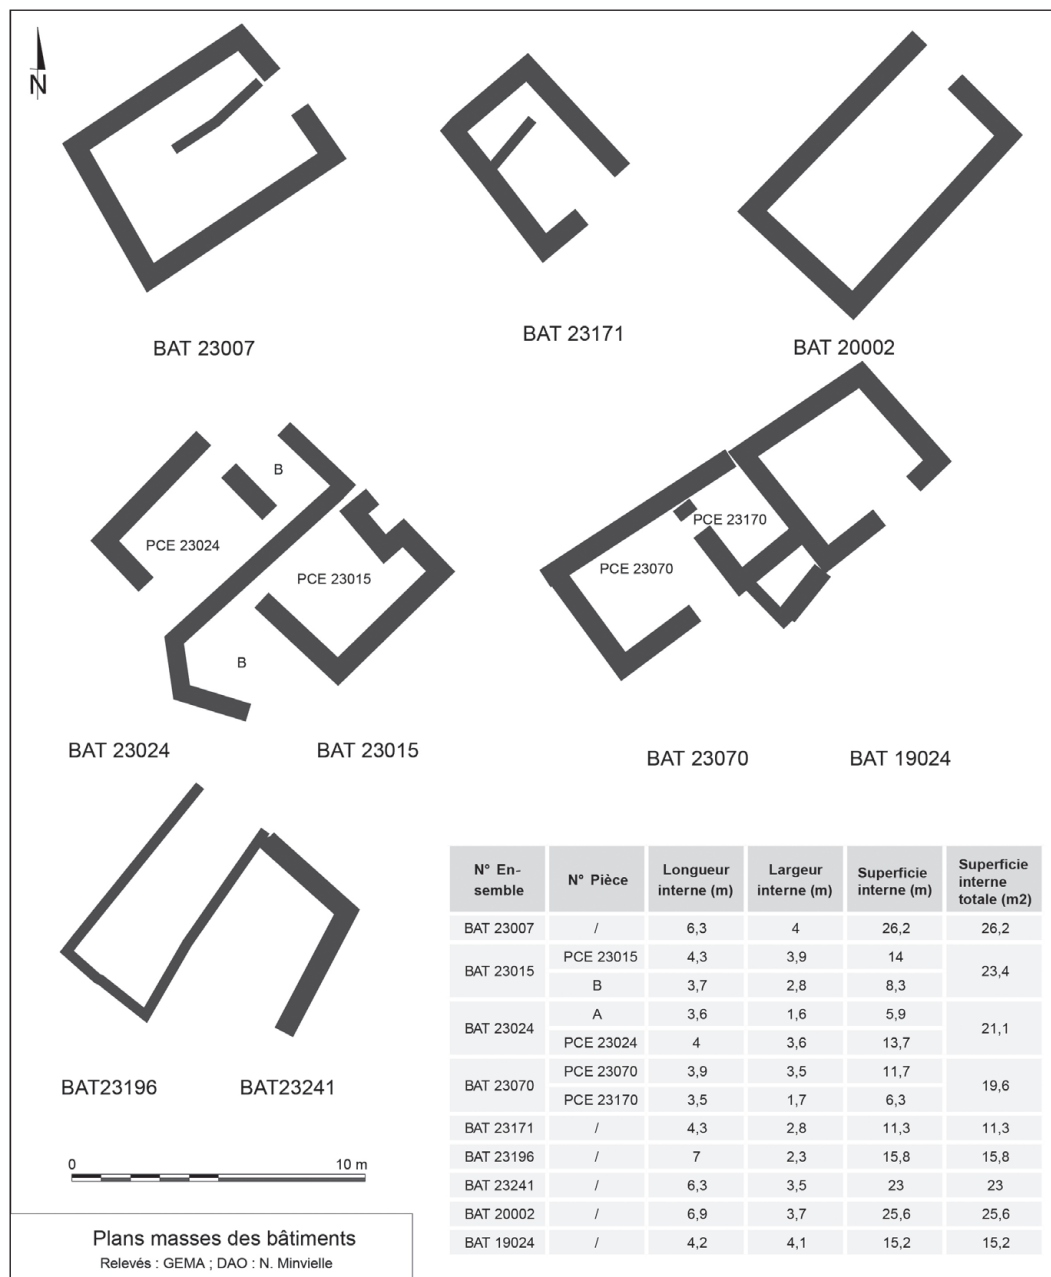 N
BAT 23007
BAT 23171
BAT 20002
B
PCE 23024
PCE 23015
B
PCE 23170
PCE 23070
BAT 23024
BAT 23015
BAT 23070
BAT 19024
BAT23196
BAT23241
0 10 m
Plans masses des bâtiments
Relevés : GEMA ; DAO : N. Minvielle
N° En-
semble
N° Pièce
Longueur
interne (m)
Largeur
interne (m)
Superficie
interne (m)
Superficie
interne
totale (m2)
BAT 23007 / 6,3 4 26,2 26,2
BAT 23015 PCE 23015 4,3 3,9 14 23,4
B 3,7 2,8 8,3
BAT 23024 A 3,6 1,6 5,9 21,1
PCE 23024 4 3,6 13,7
BAT 23070 PCE 23070 3,9 3,5 11,7 19,6
PCE 23170 3,5 1,7 6,3
BAT 23171 / 4,3 2,8 11,3 11,3
BAT 23196 / 7 2,3 15,8 15,8
BAT 23241 / 6,3 3,5 23 23
BAT 20002 / 6,9 3,7 25,6 25,6
BAT 19024 / 4,2 4,1 15,2 15,2